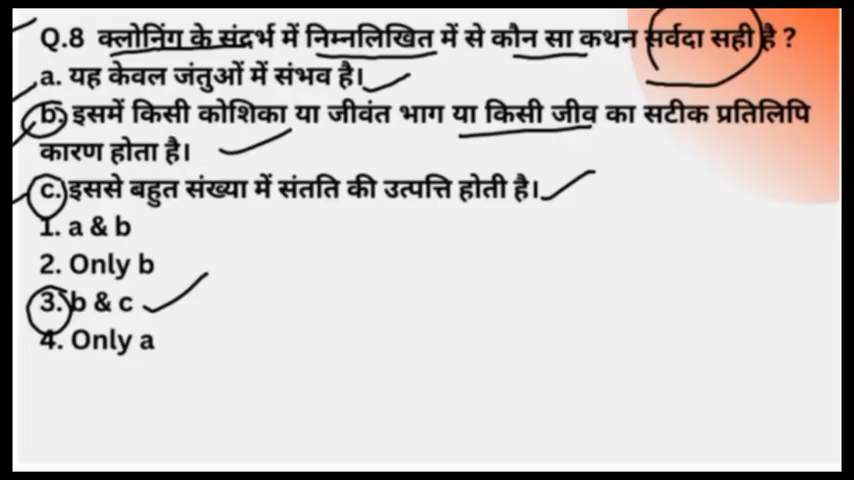 Q.8 क्लोनिंग के संदर्भ में निम्नलिखित में से कौन सा कथन सर्वदा सही है ?
a. यह केवल जंतुओं में संभव है।
b. इसमें किसी कोशिका या जीवंत भाग या किसी जीव का सटीक प्रतिलिपि
कारण होता है।
c. इससे बहुत संख्या में संतति की उत्पत्ति होती है।
1. a & b
2. Only b
3. b & c
4. Only a